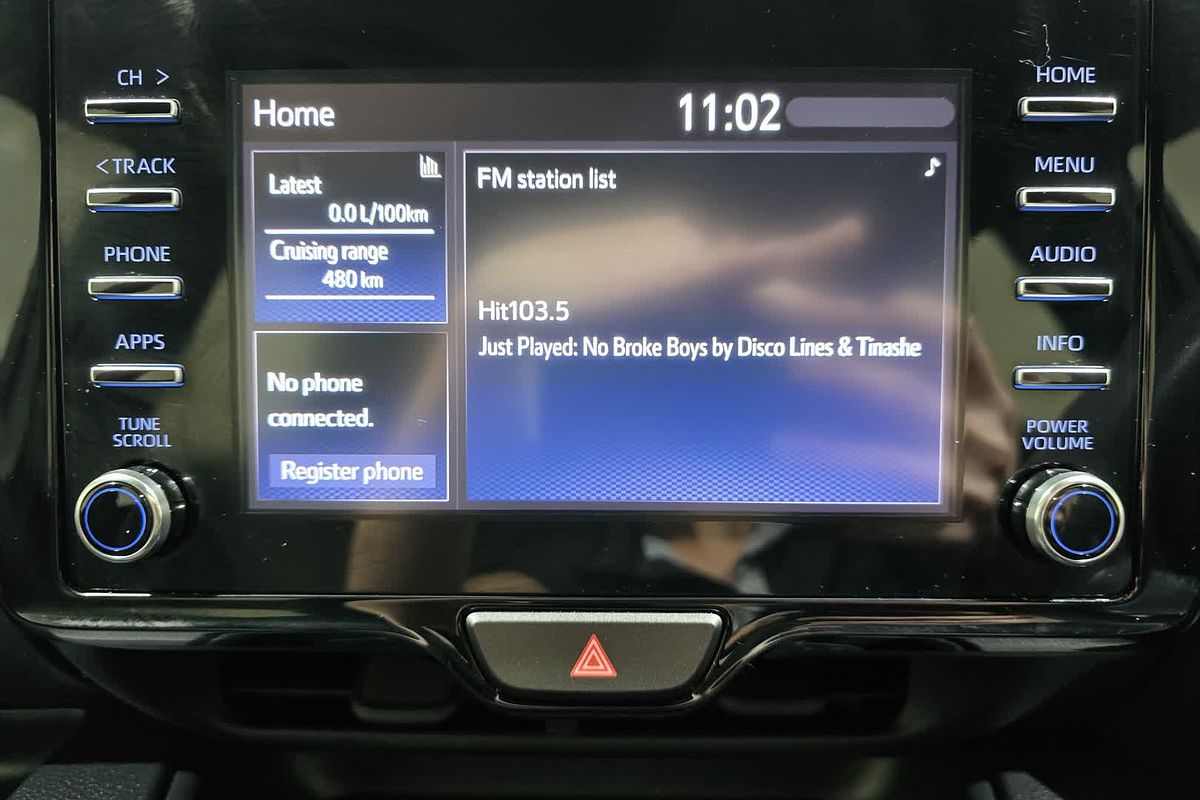 CH >
< TRACK
PHONE
APPS
TUNE
SCROLL
Home
11:02
Latest
0.0 L/100km
Cruising range
480 km
No phone
connected.
Register phone
FM station list
Hit103.5
Just Played: No Broke Boys by Disco Lines & Tinashe
HOME
MENU
AUDIO
INFO
POWER
VOLUME